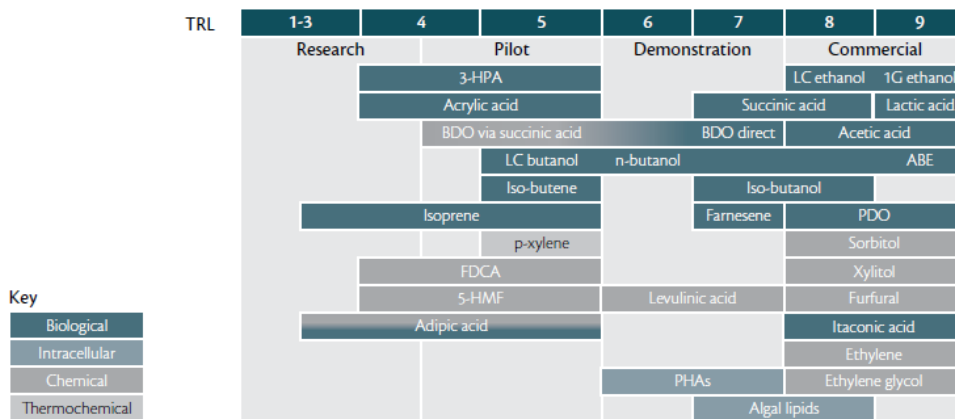 TRL 1-3 4 5 6 7 8 9
Research Pilot Demonstration Commercial
3-HPA LC ethanol 1G ethanol
Acrylic acid Succinic acid Lactic acid
BDO via succinic acid BDO direct Acetic acid
LC butanol n-butanol ABE
Iso-butene Iso-butanol
Isoprene Farnesene PDO
p-xylene Sorbitol
FDCA Xylitol
5-HMF Levulinic acid Furfural
Adipic acid Itaconic acid
Ethylene
PHAs Ethylene glycol
Algal lipids
Key
Biological
Intracellular
Chemical
Thermochemical